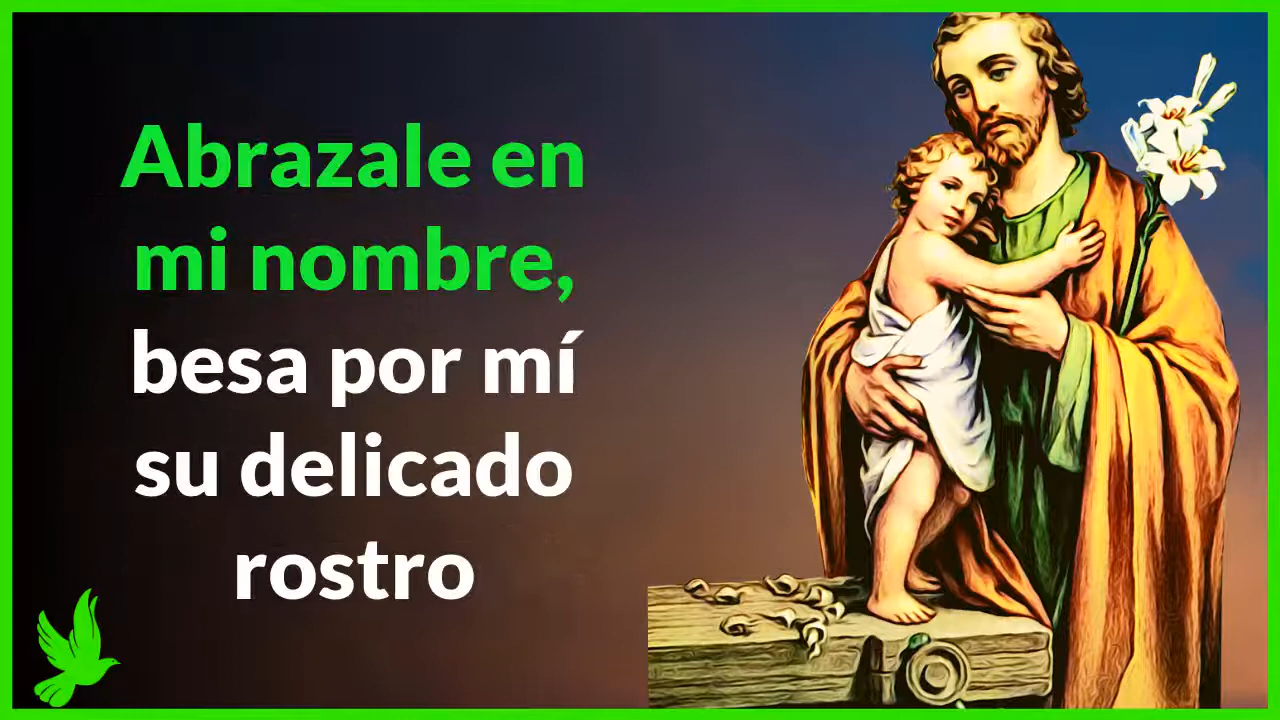 Abrazale en
mi nombre,
besa por mí
su delicado
rostro